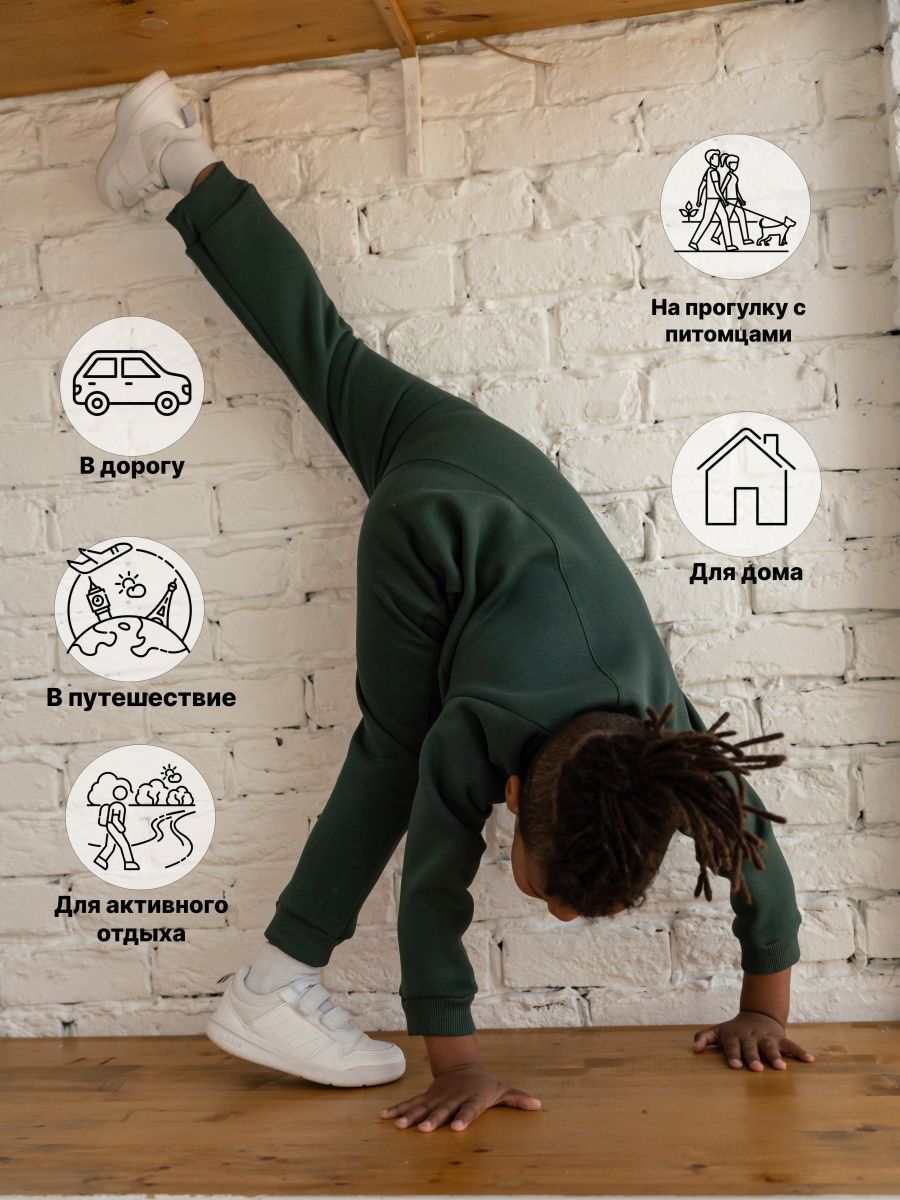 На прогулку с
питомцами
В дорогу
Для дома
В путешествие
Для активного
отдыха